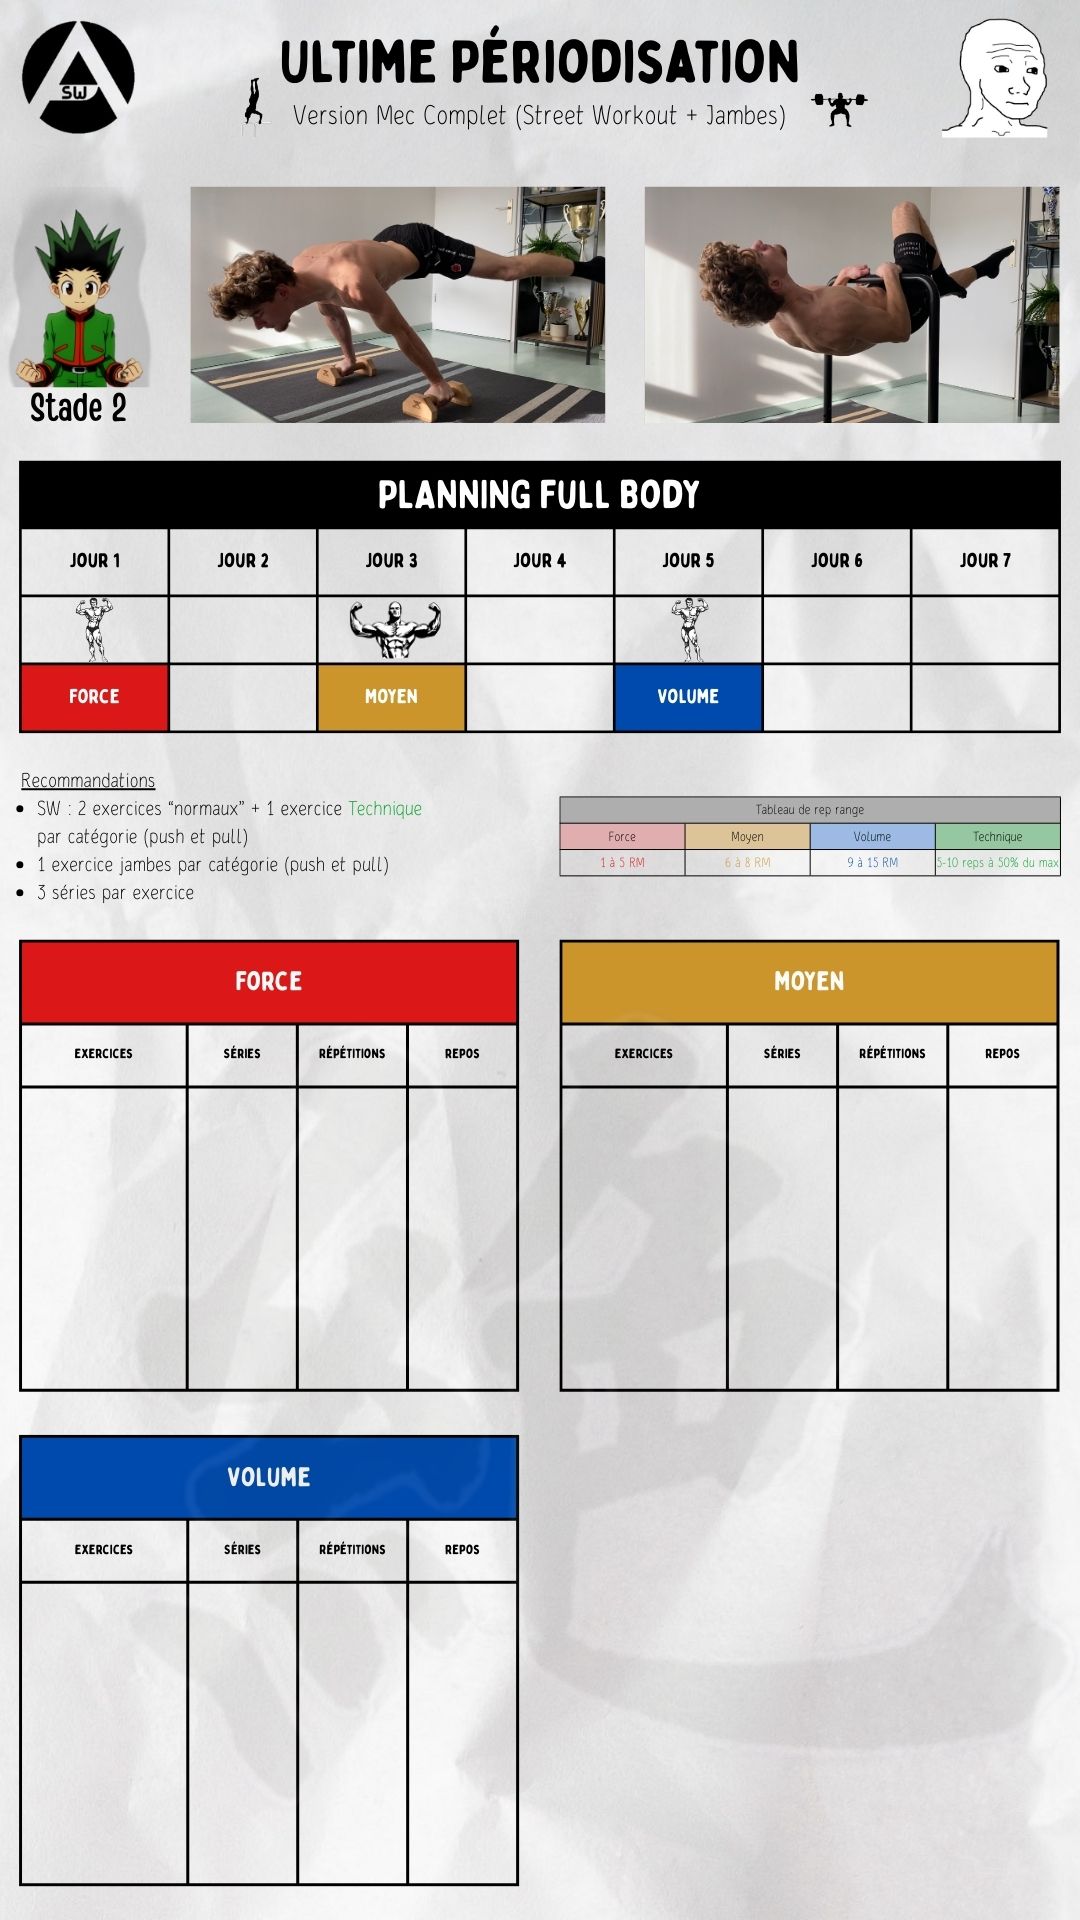 SW
ULTIME PÉRIODISATION
Version Mec Complet (Street Workout + Jambes)
Stade 2
PLANNING FULL BODY
JOUR 1 JOUR 2 JOUR 3 JOUR 4 JOUR 5 JOUR 6 JOUR 7
FORCE MOYEN VOLUME
Recommandations
• SW : 2 exercices “normaux” + 1 exercice Technique
par catégorie (push et pull)
• 1 exercice jambes par catégorie (push et pull)
• 3 séries par exercice
Tableau de rep range
Force Moyen Volume Technique
1 à 5 RM 6 à 8 RM 9 à 15 RM 5-10 reps à 50% du max
FORCE
EXERCICES SÉRIES RÉPÉTITIONS REPOS
MOYEN
EXERCICES SÉRIES RÉPÉTITIONS REPOS
VOLUME
EXERCICES SÉRIES RÉPÉTITIONS REPOS